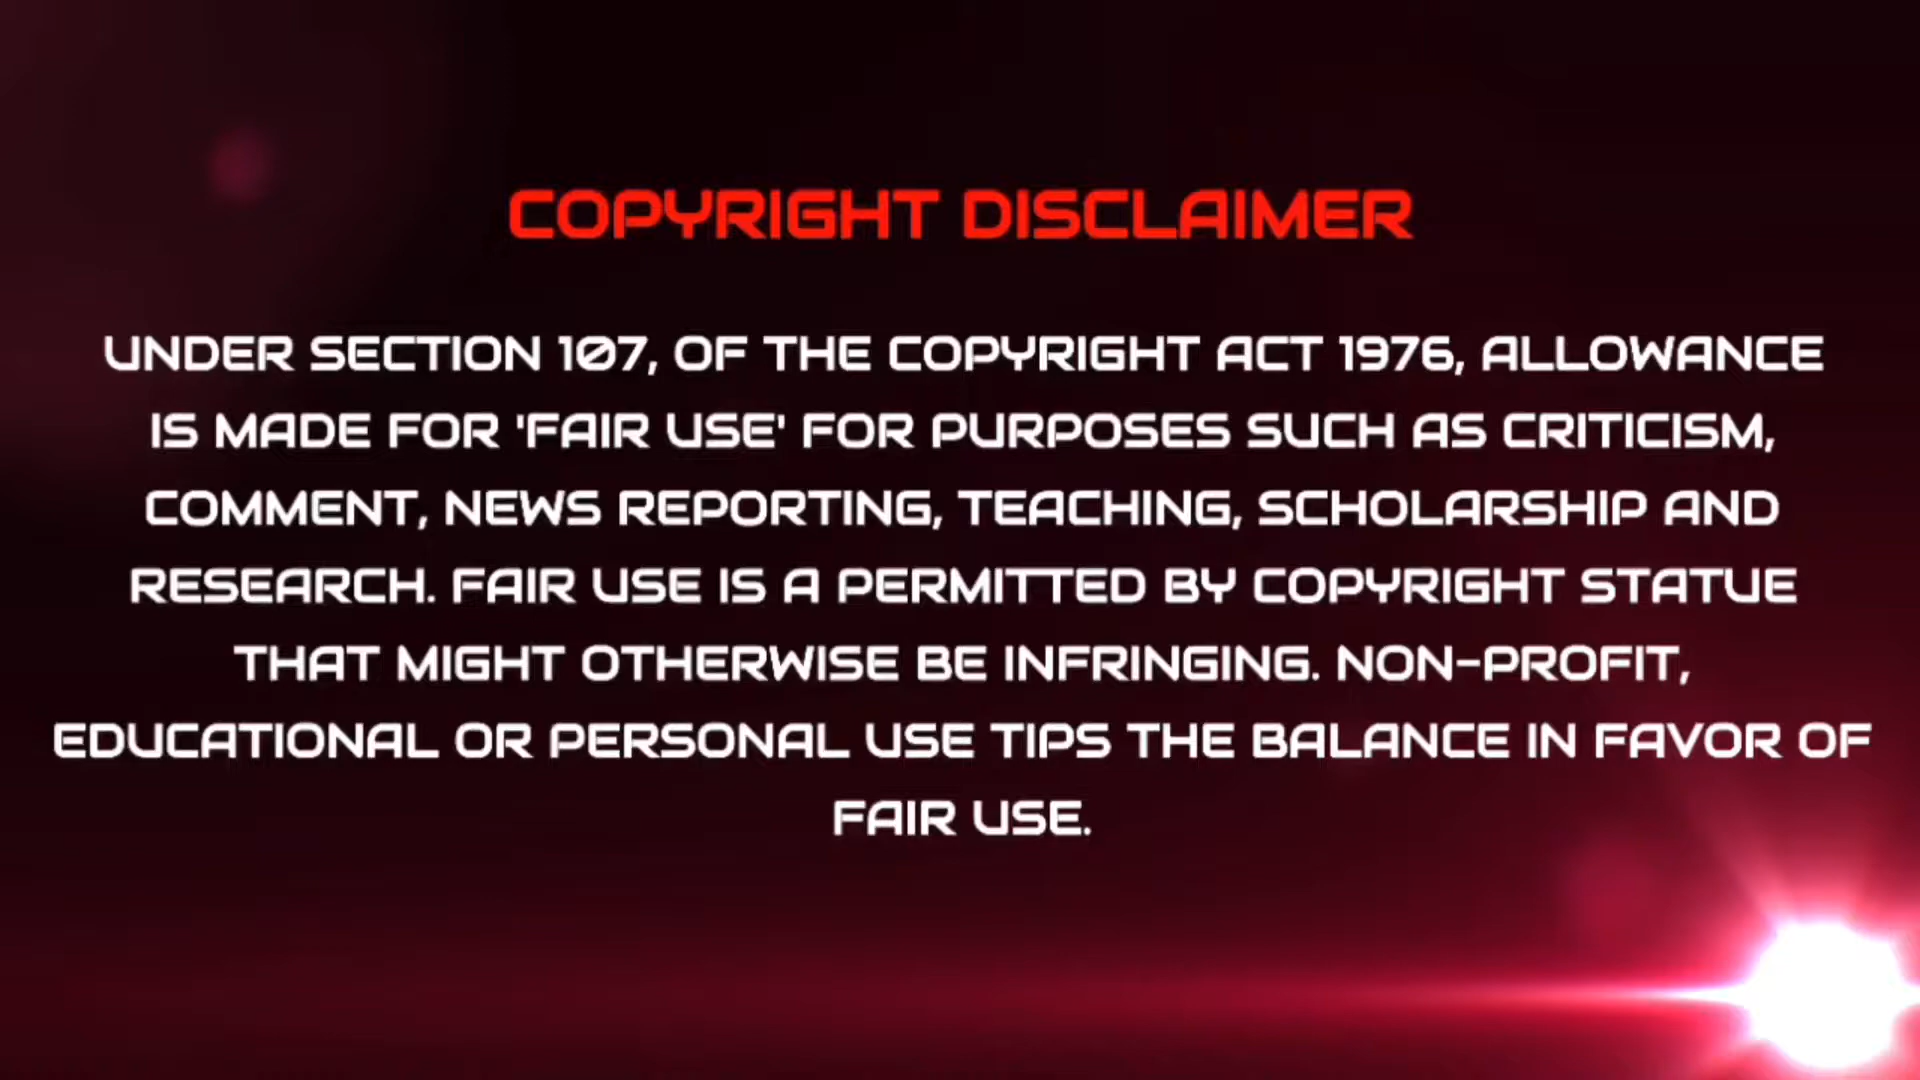 COPYRIGHT DISCLAIMER
UNDER SECTION 107, OF THE COPYRIGHT ACT 1976, ALLOWANCE
IS MADE FOR 'FAIR USE' FOR PURPOSES SUCH AS CRITICISM,
COMMENT, NEWS REPORTING, TEACHING, SCHOLARSHIP AND
RESEARCH. FAIR USE IS A PERMITTED BY COPYRIGHT STATUE
THAT MIGHT OTHERWISE BE INFRINGING. NON-PROFIT,
EDUCATIONAL OR PERSONAL USE TIPS THE BALANCE IN FAVOR OF
FAIR USE.